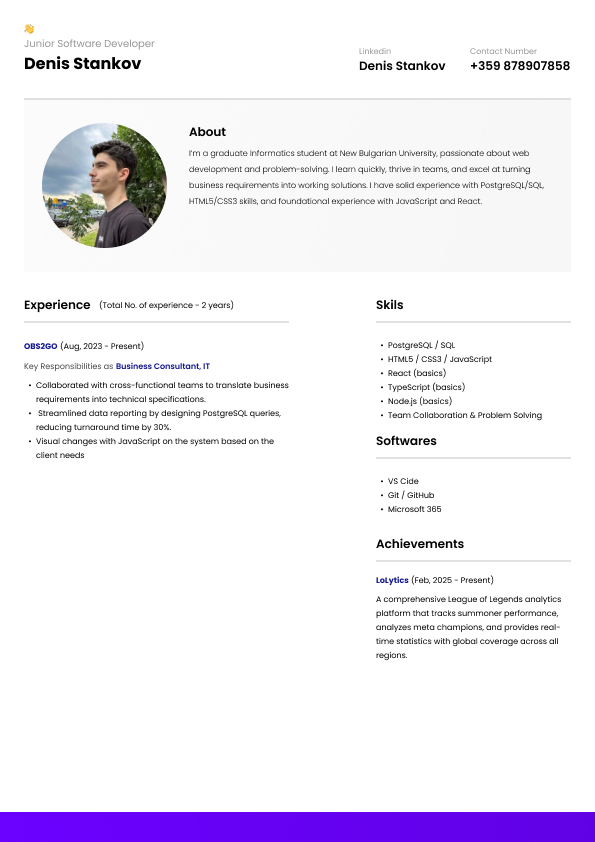 Junior Software Developer
Denis Stankov
Linkedin
Denis Stankov
Contact Number
+359 878907858
About
I'm a graduate Informatics student at New Bulgarian University, passionate about web
development and problem-solving. I learn quickly, thrive in teams, and excel at turning
business requirements into working solutions. I have solid experience with PostgreSQL/SQL,
HTML5/CSS3 skills, and foundational experience with JavaScript and React.
Experience (Total No. of experience - 2 years)
OBS2GO (Aug, 2023 - Present)
Key Responsibilities as Business Consultant, IT
• Collaborated with cross-functional teams to translate business
requirements into technical specifications.
• Streamlined data reporting by designing PostgreSQL queries,
reducing turnaround time by 30%.
• Visual changes with JavaScript on the system based on the
client needs
Skils
• PostgreSQL / SQL
• HTML5 / CSS3 / JavaScript
• React (basics)
• TypeScript (basics)
• Node.js (basics)
• Team Collaboration & Problem Solving
Softwares
• VS Cide
• Git / GitHub
• Microsoft 365
Achievements
LoLytics (Feb, 2025 - Present)
A comprehensive League of Legends analytics
platform that tracks summoner performance,
analyzes meta champions, and provides real-
time statistics with global coverage across all
regions.